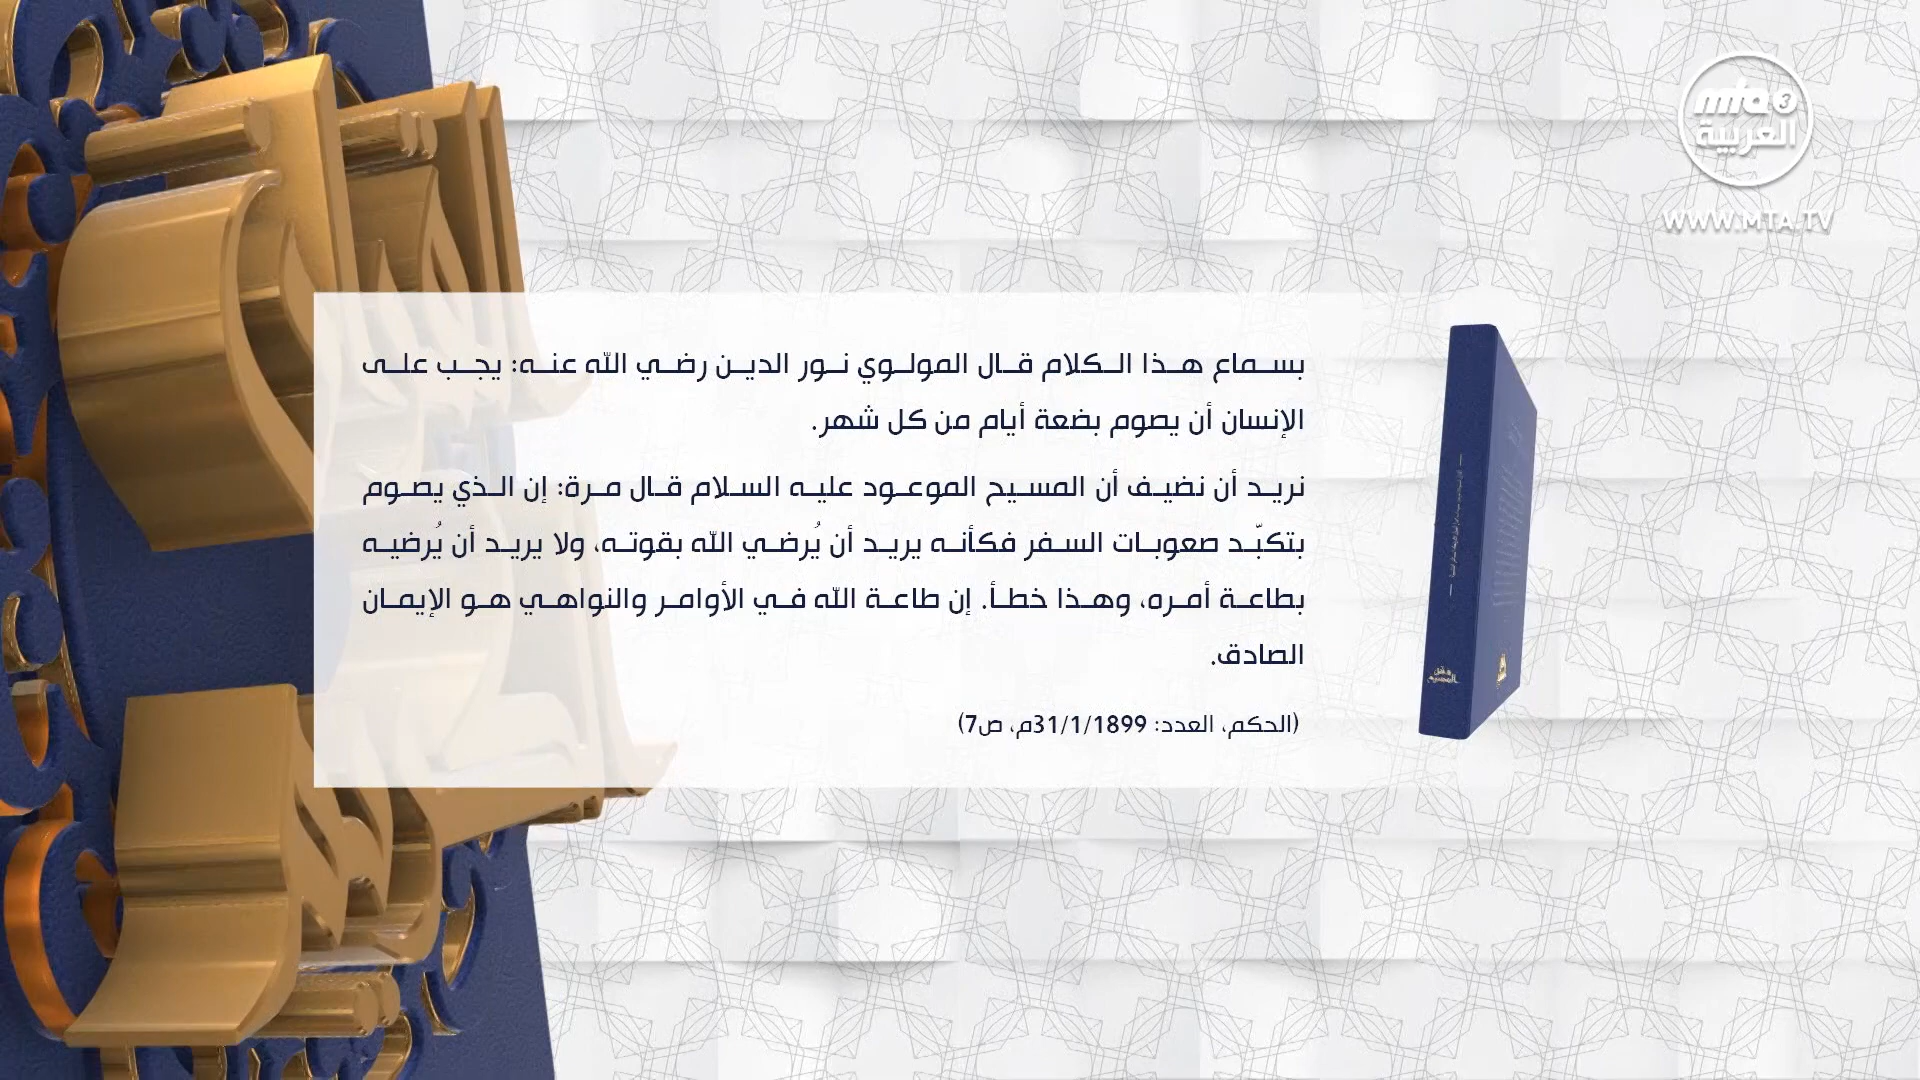 mta3
العربية
WWW.MTA.TV
بسماع هذا الكلام قال المولوي نور الدين رضي الله عنه: يجب على
الإنسان أن يصوم بضعة أيام من كل شهر.
نريد أن نضيف أن المسيح الموعود عليه السلام قال مرة: إن الذي يصوم
بتكبّد صعوبات السفر فكأنه يريد أن يُرضي الله بقوته، ولا يريد أن يُرضيه
بطاعة أمره، وهذا خطأ. إن طاعة الله في الأوامر والنواهي هو الإيمان
الصادق.
(الحكم، العدد: 31/1/1899م، ص7)